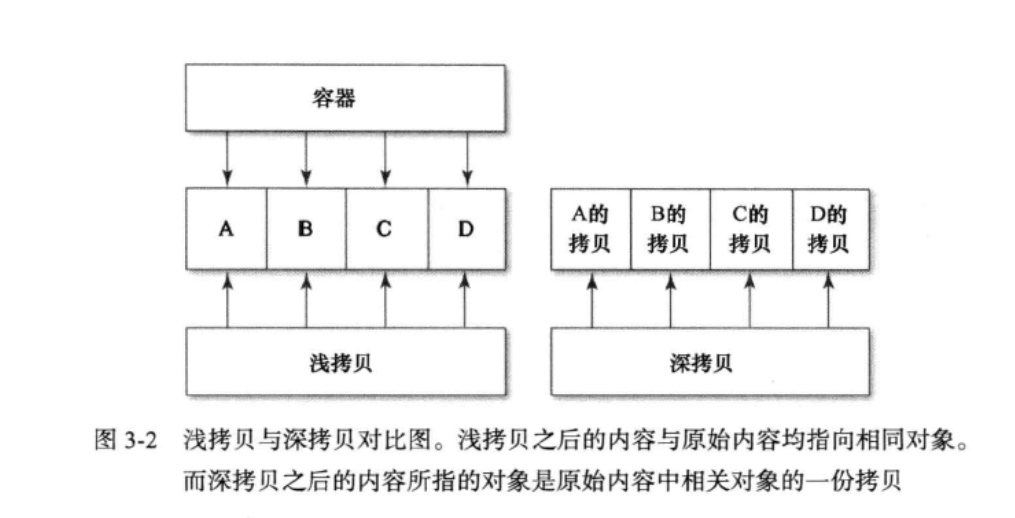 容器
A B C D
A的 B的 C的 D的
拷贝 拷贝 拷贝 拷贝
浅拷贝 深拷贝
图 3-2 浅拷贝与深拷贝对比图。浅拷贝之后的内容与原始内容均指向相同对象。
而深拷贝之后的内容所指的对象是原始内容中相关对象的一份拷贝